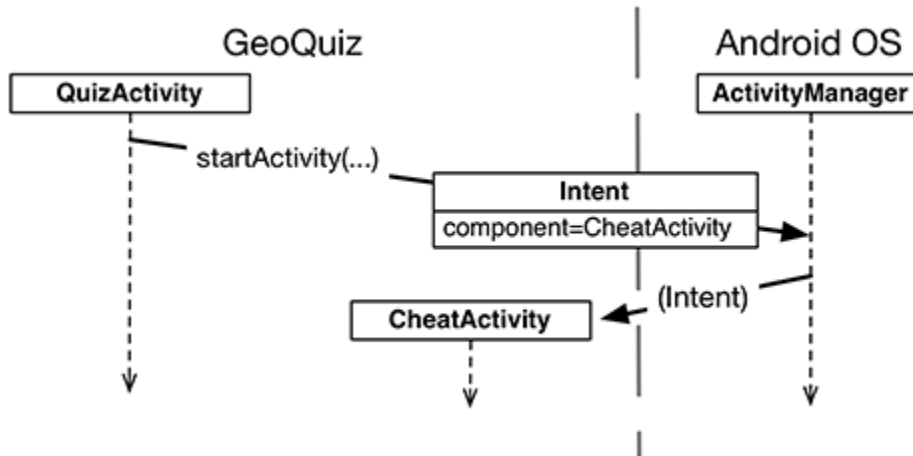 GeoQuiz
Android OS
QuizActivity
ActivityManager
startActivity(...)
Intent
component=CheatActivity
(Intent)
CheatActivity